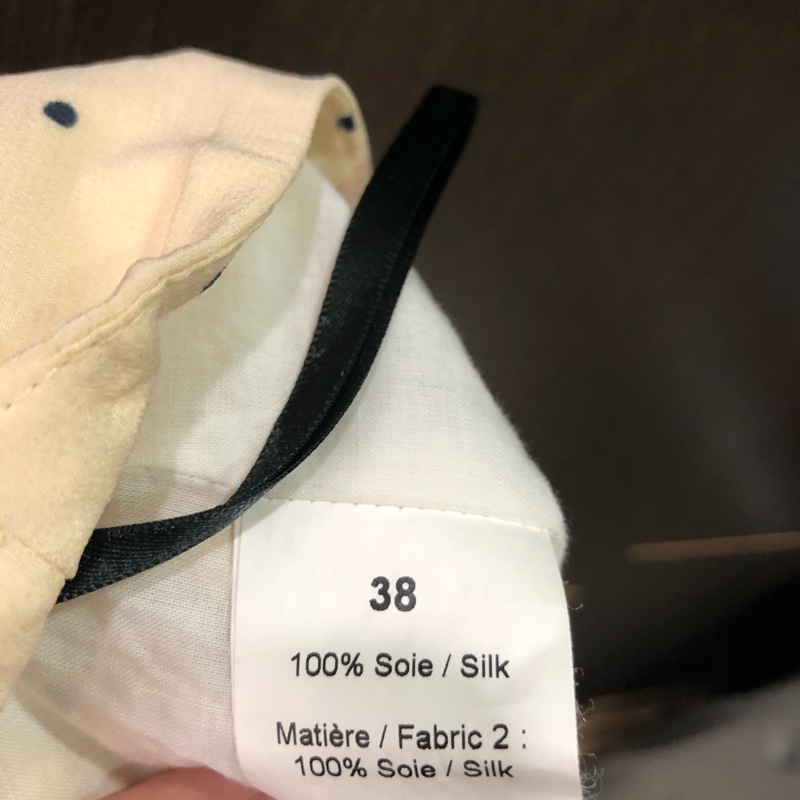 38
100% Soie / Silk
Matière / Fabric 2 :
100% Soie / Silk